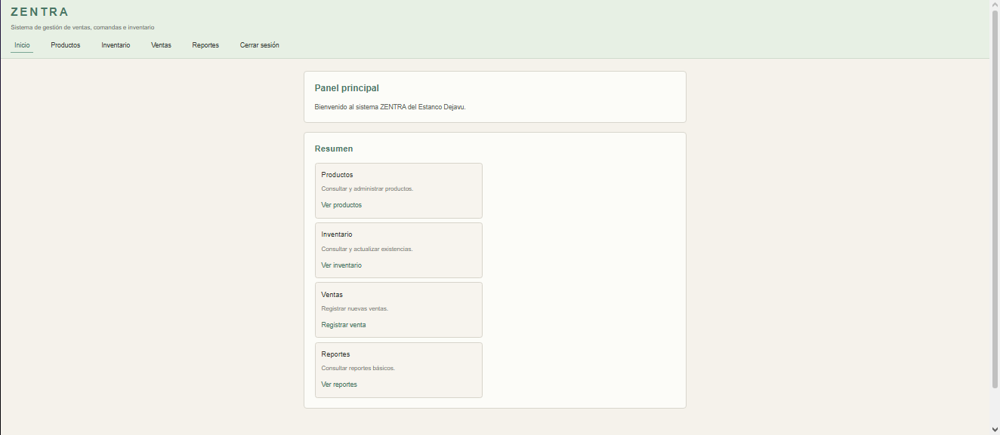 ZENTRA
Sistema de gestión de ventas, comandas e inventario
Inicio Productos Inventario Ventas Reportes Cerrar sesión
Panel principal
Bienvenido al sistema ZENTRA del Estanco Dejavu.
Resumen
Productos
Consultar y administrar productos.
Ver productos
Inventario
Consultar y actualizar existencias.
Ver inventario
Ventas
Registrar nuevas ventas.
Registrar venta
Reportes
Consultar reportes básicos.
Ver reportes